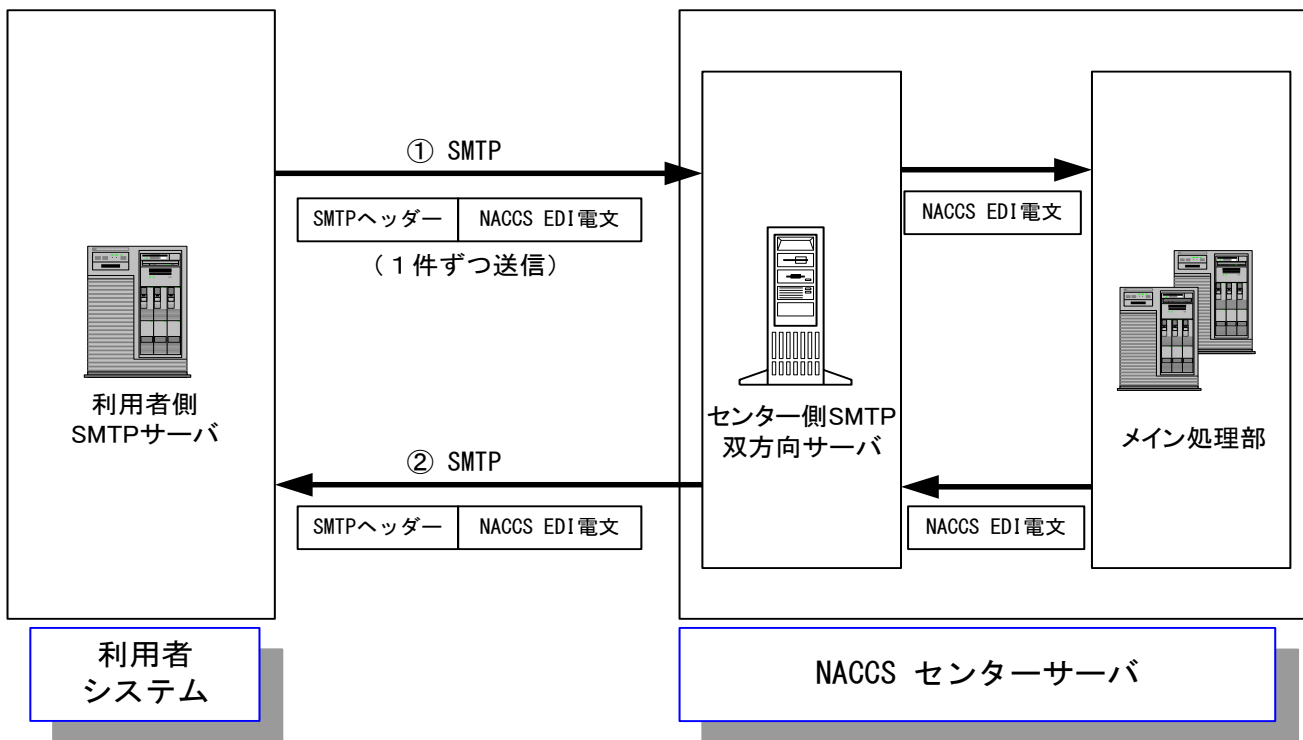 ① SMTP
SMTPヘッダー NACCS EDI電文
(１件ずつ送信)
NACCS EDI電文
利用者側
SMTPサーバ
センター側SMTP
双方向サーバ
メイン処理部
② SMTP
SMTPヘッダー NACCS EDI電文
NACCS EDI電文
利用者
システム
NACCS センターサーバ